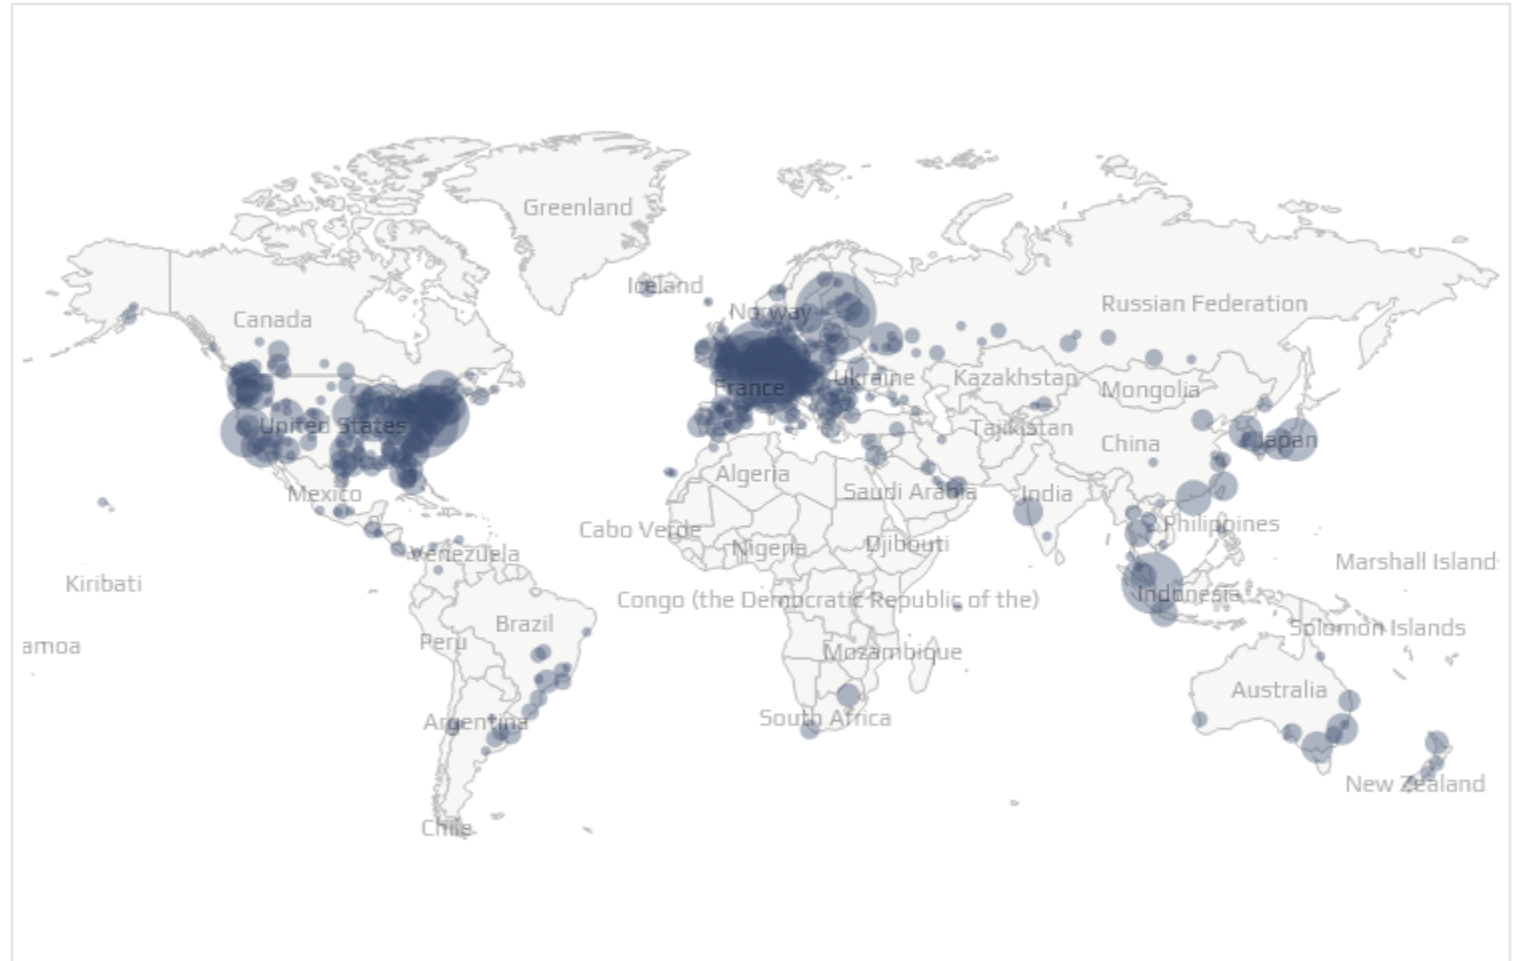 Greenland
Iceland
Russian Federation
Norway
Canada
Ukraine
Kazakhstan
France
Mongolia
United States
Tajikistan
Japan
China
Algeria
Mexico
Saudi Arabia
India
Philippines
Cabo Verde
Nigeria
Djibouti
Venezuela
Marshall Islands
Kiribati
Indonesia
Congo (the Democratic Republic of the)
Brazil
Solomon Islands
Peru
amoa
Mozambique
Australia
South Africa
Argentina
New Zealand
Chile